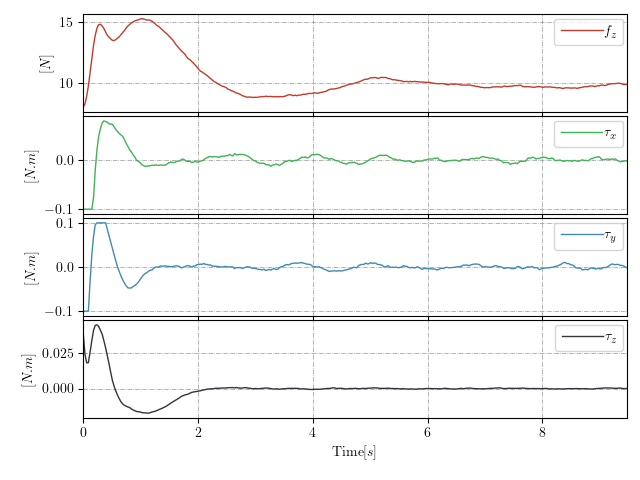 15
10
[N]
f_z
0.0
−0.1
[N.m]
τ_x
0.1
0.0
−0.1
[N.m]
τ_y
0.025
0.000
[N.m]
τ_z
0 2 4 6 8
Time[s]